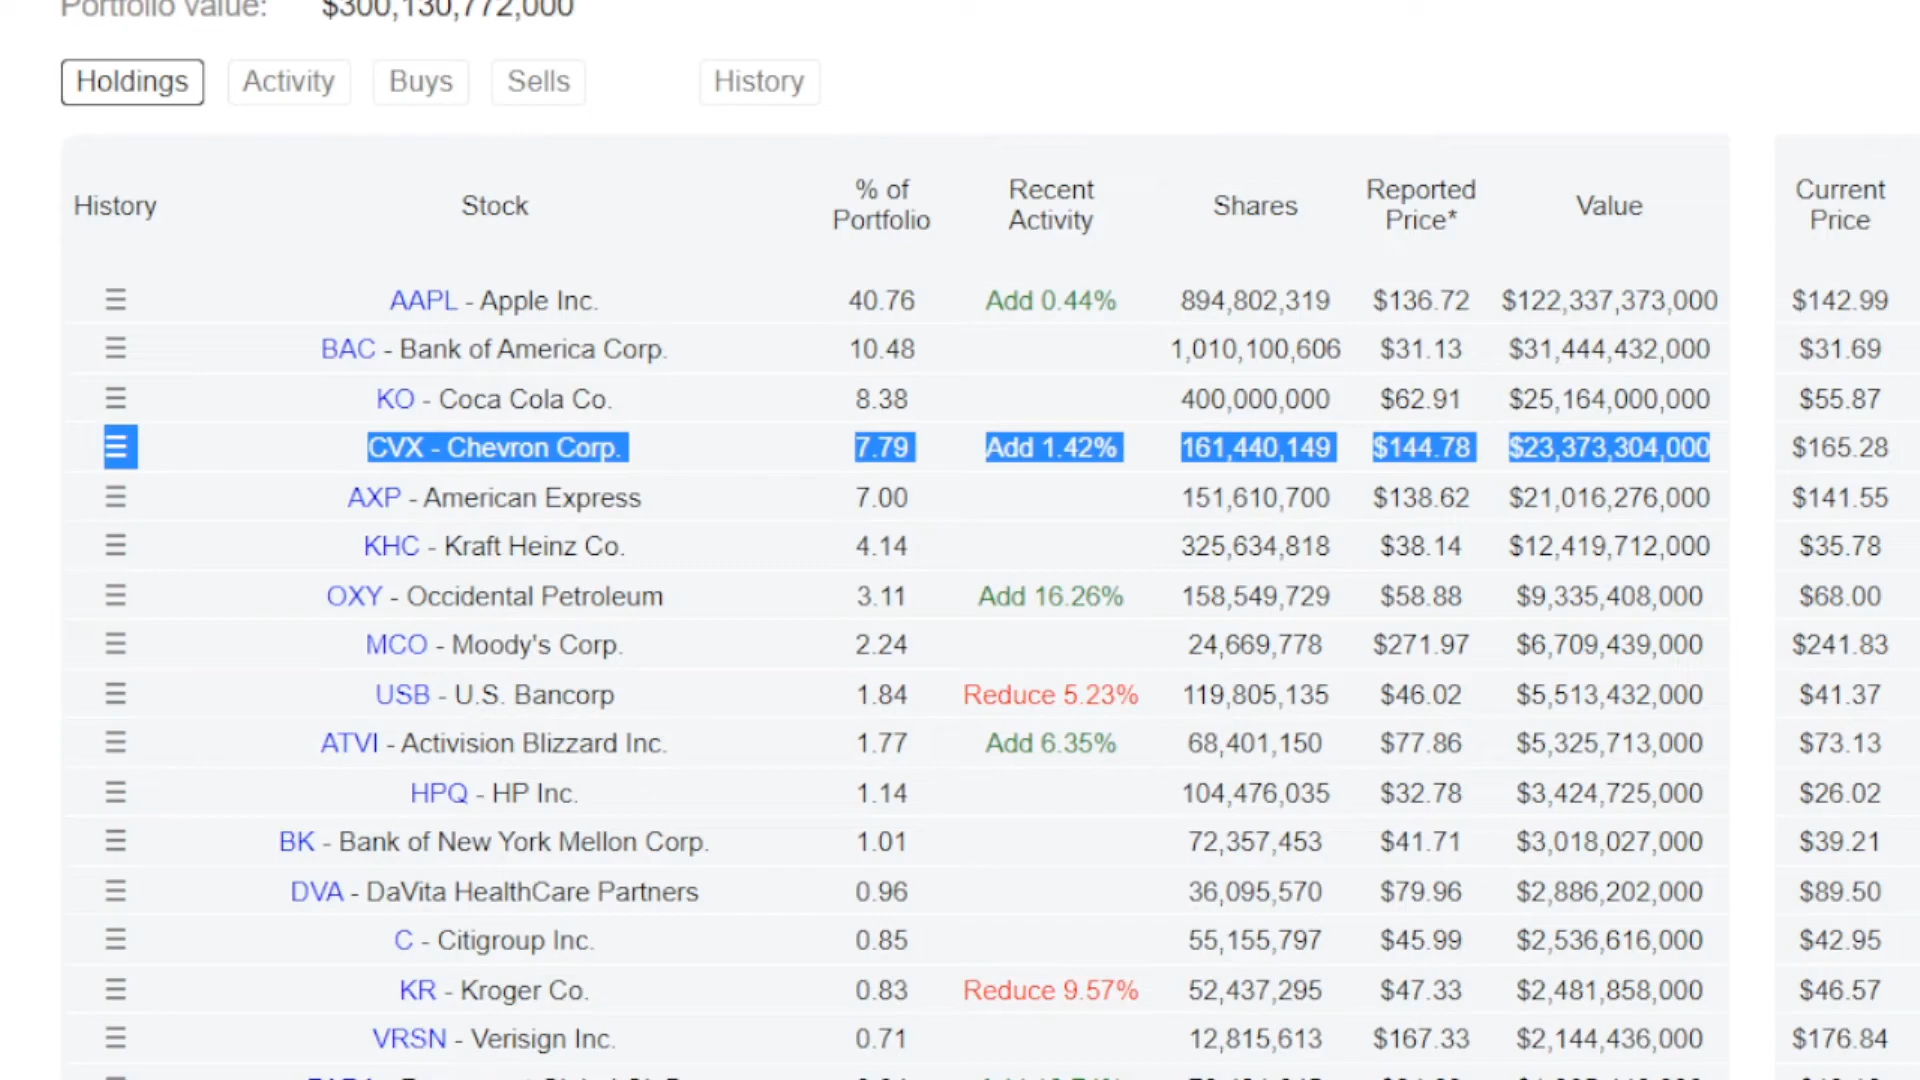 Portfolio value: $300,130,772,000
Holdings Activity Buys Sells History
History Stock % of Portfolio Recent Activity Shares Reported Price* Value Current Price
☰ AAPL - Apple Inc. 40.76 Add 0.44% 894,802,319 $136.72 $122,337,373,000 $142.99
☰ BAC - Bank of America Corp. 10.48 1,010,100,606 $31.13 $31,444,432,000 $31.69
☰ KO - Coca Cola Co. 8.38 400,000,000 $62.91 $25,164,000,000 $55.87
☰ CVX - Chevron Corp. 7.79 Add 1.42% 161,440,149 $144.78 $23,373,304,000 $165.28
☰ AXP - American Express 7.00 151,610,700 $138.62 $21,016,276,000 $141.55
☰ KHC - Kraft Heinz Co. 4.14 325,634,818 $38.14 $12,419,712,000 $35.78
☰ OXY - Occidental Petroleum 3.11 Add 16.26% 158,549,729 $58.88 $9,335,408,000 $68.00
☰ MCO - Moody's Corp. 2.24 24,669,778 $271.97 $6,709,439,000 $241.83
☰ USB - U.S. Bancorp 1.84 Reduce 5.23% 119,805,135 $46.02 $5,513,432,000 $41.37
☰ ATVI - Activision Blizzard Inc. 1.77 Add 6.35% 68,401,150 $77.86 $5,325,713,000 $73.13
☰ HPQ - HP Inc. 1.14 104,476,035 $32.78 $3,424,725,000 $26.02
☰ BK - Bank of New York Mellon Corp. 1.01 72,357,453 $41.71 $3,018,027,000 $39.21
☰ DVA - DaVita HealthCare Partners 0.96 36,095,570 $79.96 $2,886,202,000 $89.50
☰ C - Citigroup Inc. 0.85 55,155,797 $45.99 $2,536,616,000 $42.95
☰ KR - Kroger Co. 0.83 Reduce 9.57% 52,437,295 $47.33 $2,481,858,000 $46.57
☰ VRSN - Verisign Inc. 0.71 12,815,613 $167.33 $2,144,436,000 $176.84